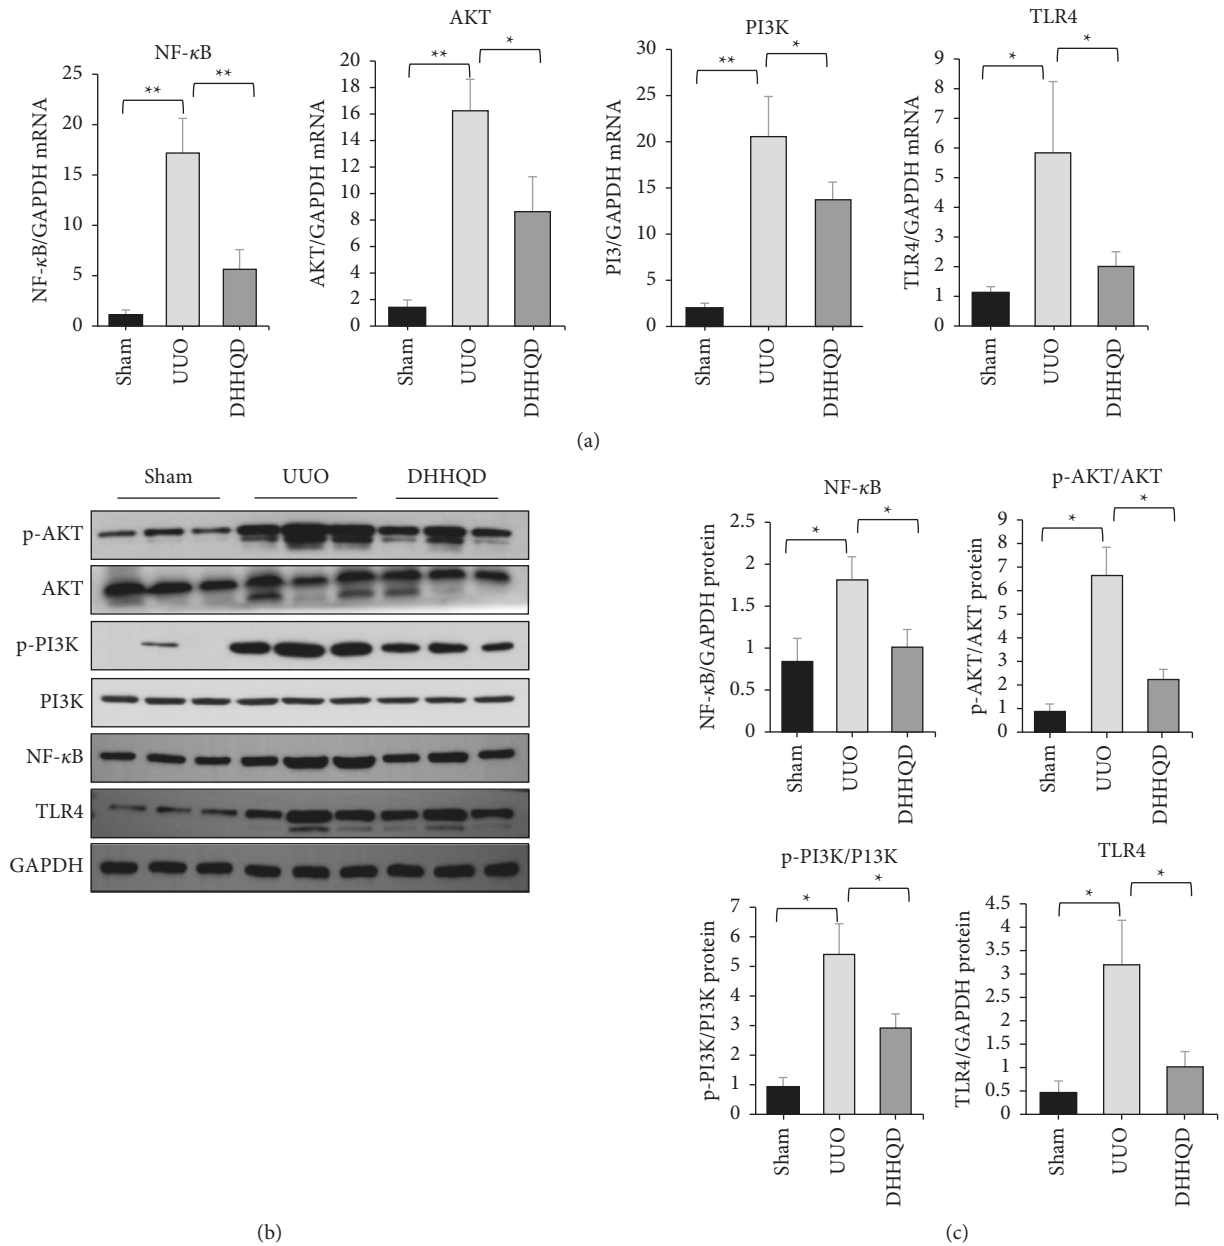 NF-κB
**
**
NF-κB/GAPDH mRNA
25
20
15
10
5
0
Sham
UUO
DHHQD
AKT
**
*
AKT/GAPDH mRNA
20
18
16
14
12
10
8
6
4
2
0
Sham
UUO
DHHQD
PI3K
**
*
PI3/GAPDH mRNA
30
25
20
15
10
5
0
Sham
UUO
DHHQD
TLR4
*
*
TLR4/GAPDH mRNA
9
8
7
6
5
4
3
2
1
0
Sham
UUO
DHHQD
(a)
Sham UUO DHHQD
p-AKT
AKT
p-PI3K
PI3K
NF-κB
TLR4
GAPDH
(b)
NF-κB
*
*
NF-κB/GAPDH protein
2.5
2
1.5
1
0.5
0
Sham
UUO
DHHQD
p-AKT/AKT
*
*
p-AKT/AKT protein
9
8
7
6
5
4
3
2
1
0
Sham
UUO
DHHQD
p-PI3K/P13K
*
*
p-PI3K/PI3K protein
7
6
5
4
3
2
1
0
Sham
UUO
DHHQD
TLR4
*
*
TLR4/GAPDH protein
4.5
4
3.5
3
2.5
2
1.5
1
0.5
0
Sham
UUO
DHHQD
(c)